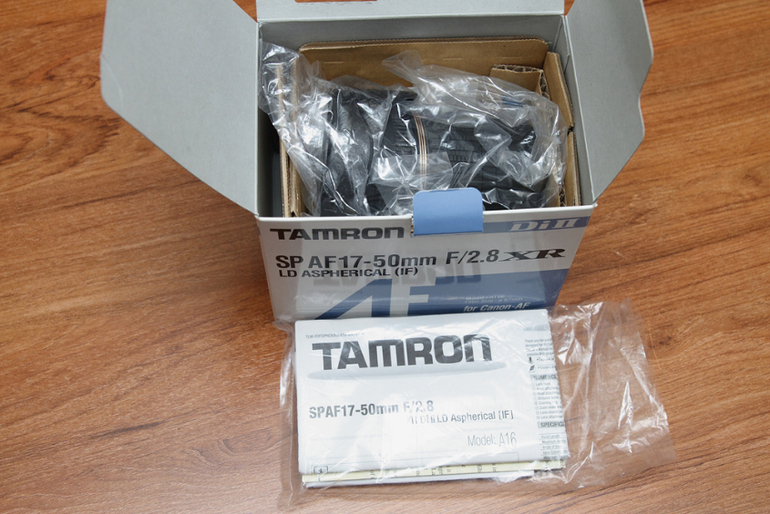 TAMRON
Di II
SP AF17-50mm F/2.8 XR
LD ASPHERICAL (IF)
AF
for Canon-AF
TAMRON
SPAF17-50mm F/2.8
LD Aspherical [IF]
Model: A16